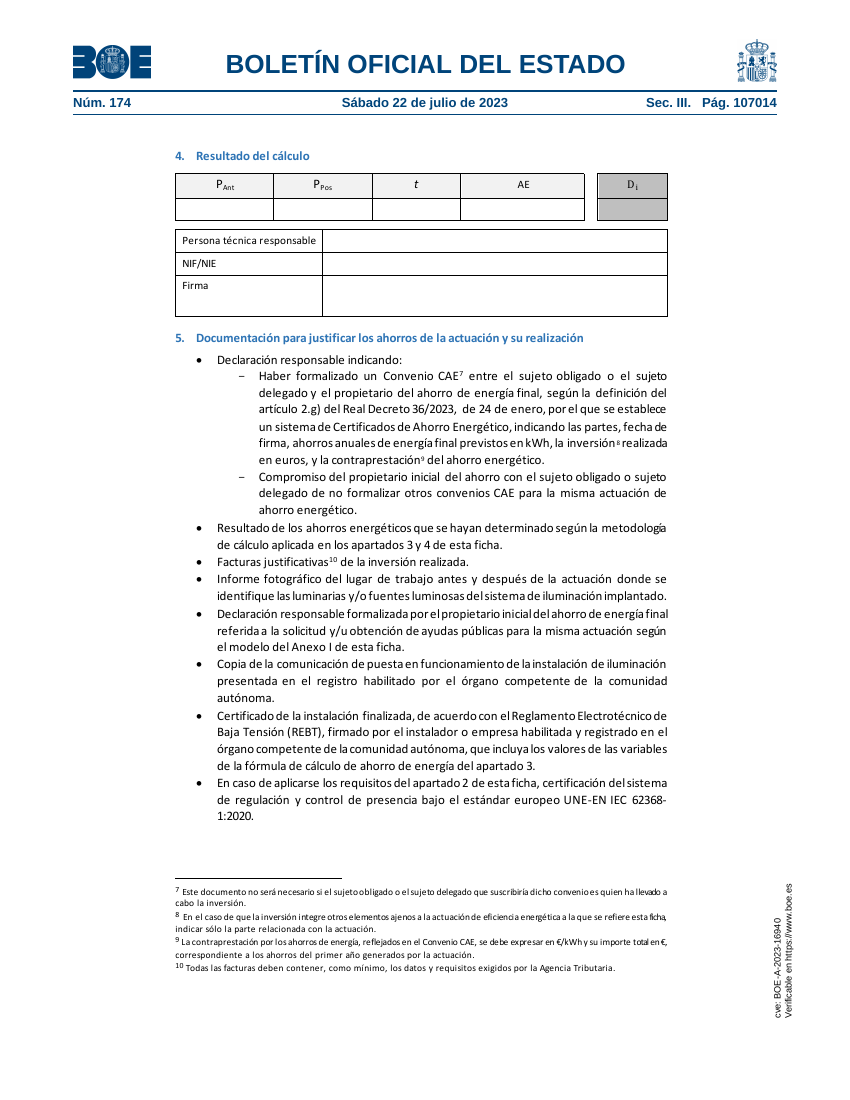 BOE
BOLETÍN OFICIAL DEL ESTADO
Núm. 174 Sábado 22 de julio de 2023 Sec. III. Pág. 107014
4. Resultado del cálculo
PAnt PPos t AE Di
Persona técnica responsable
NIF/NIE
Firma
5. Documentación para justificar los ahorros de la actuación y su realización
• Declaración responsable indicando:
– Haber formalizado un Convenio CAE7 entre el sujeto obligado o el sujeto
delegado y el propietario del ahorro de energía final, según la definición del
artículo 2.g) del Real Decreto 36/2023, de 24 de enero, por el que se establece
un sistema de Certificados de Ahorro Energético, indicando las partes, fecha de
firma, ahorros anuales de energía final previstos en kWh, la inversión8 realizada
en euros, y la contraprestación9 del ahorro energético.
– Compromiso del propietario inicial del ahorro con el sujeto obligado o sujeto
delegado de no formalizar otros convenios CAE para la misma actuación de
ahorro energético.
• Resultado de los ahorros energéticos que se hayan determinado según la metodología
de cálculo aplicada en los apartados 3 y 4 de esta ficha.
• Facturas justificativas10 de la inversión realizada.
• Informe fotográfico del lugar de trabajo antes y después de la actuación donde se
identifique las luminarias y/o fuentes luminosas del sistema de iluminación implantado.
• Declaración responsable formalizada por el propietario inicial del ahorro de energía final
referida a la solicitud y/u obtención de ayudas públicas para la misma actuación según
el modelo del Anexo I de esta ficha.
• Copia de la comunicación de puesta en funcionamiento de la instalación de iluminación
presentada en el registro habilitado por el órgano competente de la comunidad
autónoma.
• Certificado de la instalación finalizada, de acuerdo con el Reglamento Electrotécnico de
Baja Tensión (REBT), firmado por el instalador o empresa habilitada y registrado en el
órgano competente de la comunidad autónoma, que incluya los valores de las variables
de la fórmula de cálculo de ahorro de energía del apartado 3.
• En caso de aplicarse los requisitos del apartado 2 de esta ficha, certificación del sistema
de regulación y control de presencia bajo el estándar europeo UNE-EN IEC 62368-
1:2020.
7 Este documento no será necesario si el sujeto obligado o el sujeto delegado que suscribiría dicho convenio es quien ha llevado a
cabo la inversión.
8 En el caso de que la inversión integre otros elementos ajenos a la actuación de eficiencia energética a la que se refiere esta ficha,
indicar sólo la parte relacionada con la actuación.
9 La contraprestación por los ahorros de energía, reflejados en el Convenio CAE, se debe expresar en €/kWh y su importe total en €,
correspondiente a los ahorros del primer año generados por la actuación.
10 Todas las facturas deben contener, como mínimo, los datos y requisitos exigidos por la Agencia Tributaria.
cve: BOE-A-2023-16940
Verificable en https://www.boe.es